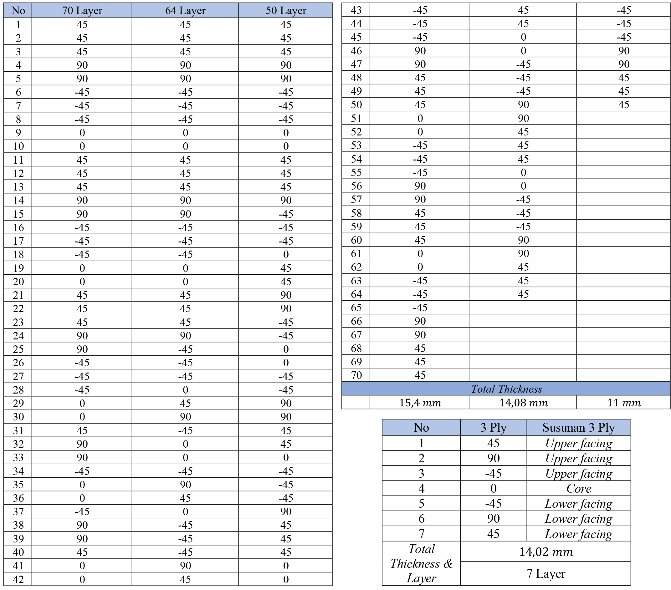 No 70 Layer 64 Layer 50 Layer
1 45 45 45
2 45 45 45
3 45 45 45
4 90 90 90
5 90 90 90
6 -45 -45 -45
7 -45 -45 -45
8 -45 -45 -45
9 0 0 0
10 0 0 0
11 45 45 45
12 45 45 45
13 45 45 45
14 90 90 90
15 90 90 -45
16 -45 -45 -45
17 -45 -45 -45
18 -45 -45 0
19 0 0 45
20 0 0 45
21 45 45 90
22 45 45 90
23 45 45 -45
24 90 90 -45
25 90 -45 0
26 -45 -45 0
27 -45 -45 -45
28 -45 0 -45
29 0 45 90
30 0 90 90
31 45 -45 45
32 90 0 45
33 90 0 0
34 -45 -45 -45
35 0 90 -45
36 0 45 -45
37 -45 0 90
38 90 -45 45
39 90 -45 45
40 45 -45 45
41 0 90 0
42 0 45 0
43 -45 45 -45
44 -45 45 -45
45 -45 0 -45
46 90 0 90
47 90 -45 90
48 45 -45 45
49 45 -45 45
50 45 90 45
51 0 90
52 0 45
53 -45 45
54 -45 45
55 -45 0
56 90 0
57 90 -45
58 45 -45
59 45 -45
60 45 90
61 0 90
62 0 45
63 -45 45
64 -45 45
65 -45
66 90
67 90
68 45
69 45
70 45
Total Thickness
15,4 mm 14,08 mm 11 mm
No 3 Ply Susunan 3 Ply
1 45 Upper facing
2 90 Upper facing
3 -45 Upper facing
4 0 Core
5 -45 Lower facing
6 90 Lower facing
7 45 Lower facing
Total
Thickness &
Layer
14,02 mm
7 Layer